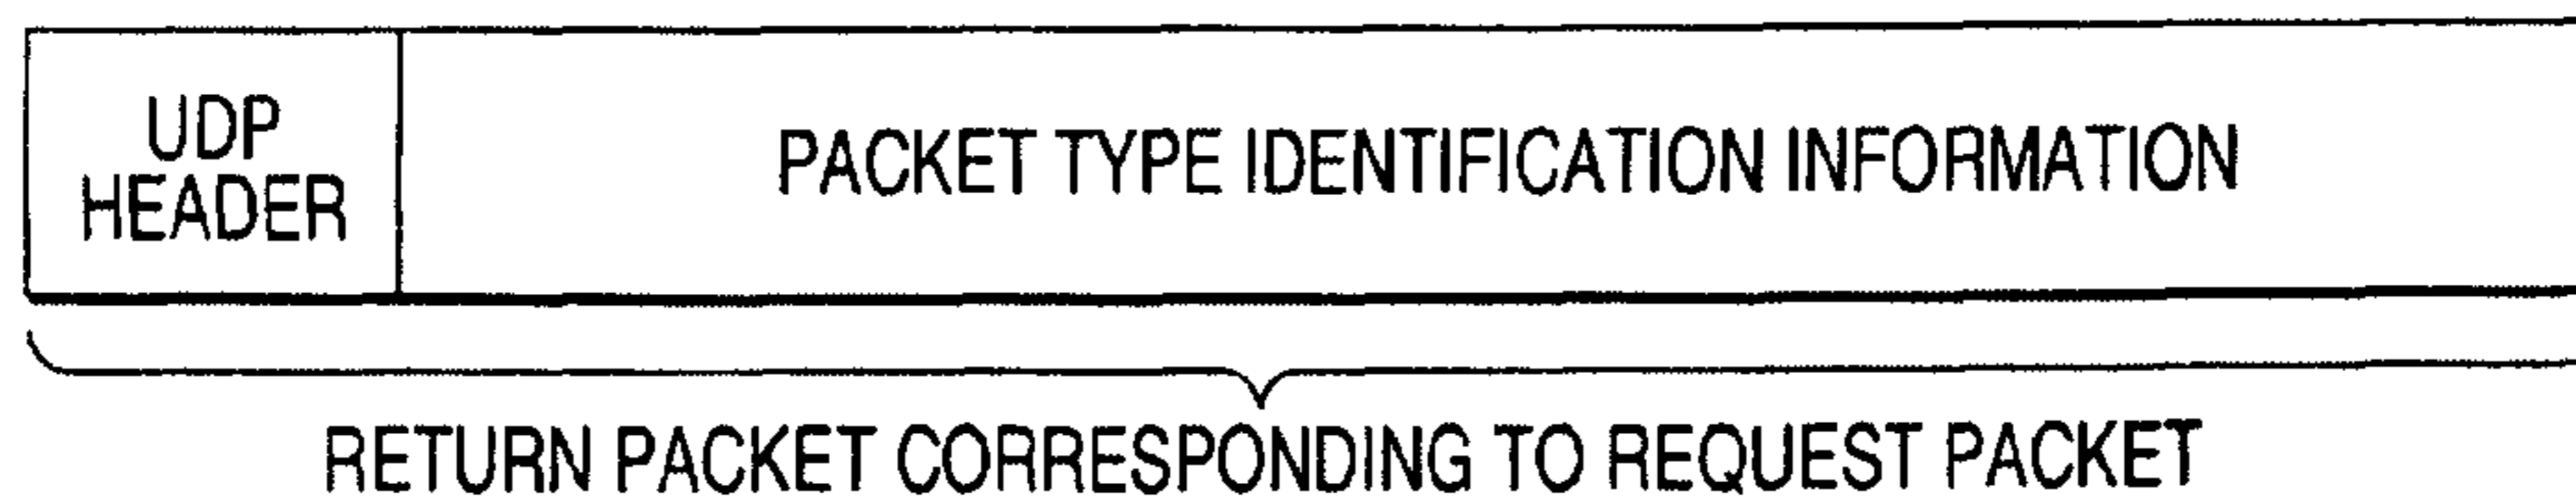 UDP
HEADER
PACKET TYPE IDENTIFICATION INFORMATION
RETURN PACKET CORRESPONDING TO REQUEST PACKET